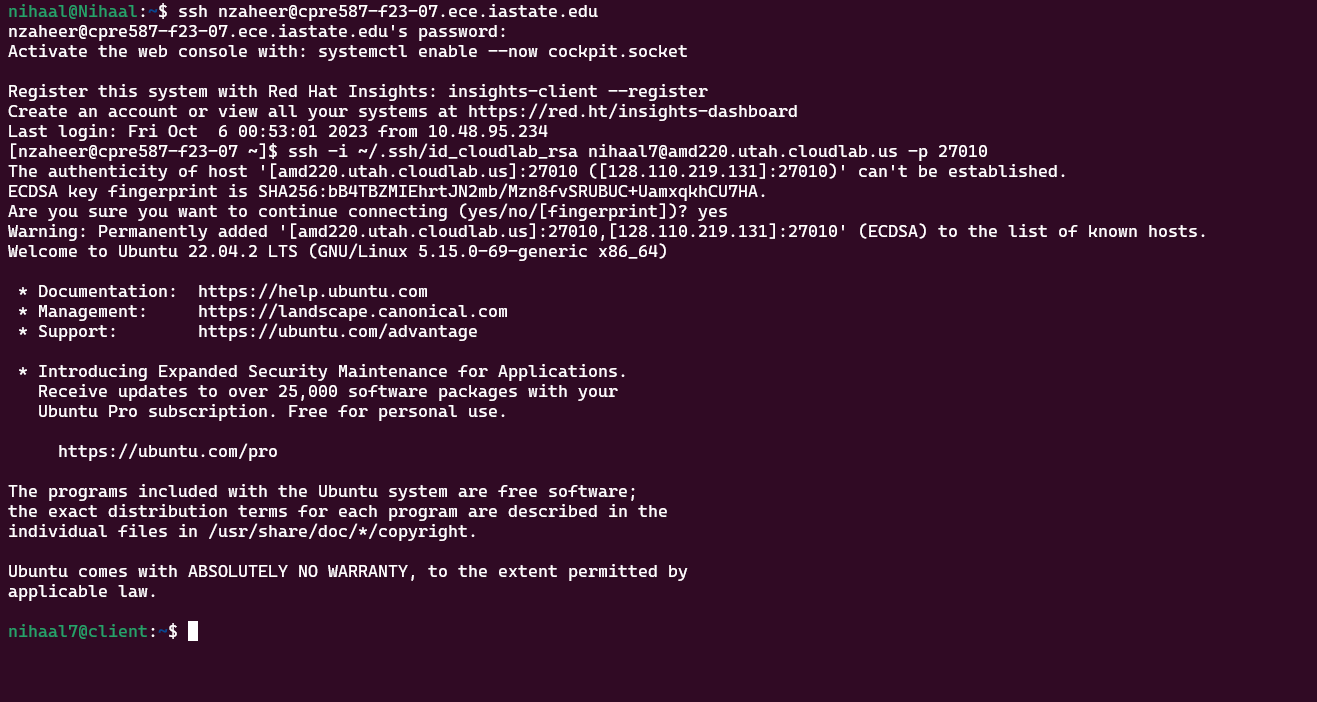 nihaal@Nihaal:~$ ssh nzaheer@cpre587-f23-07.ece.iastate.edu
nzaheer@cpre587-f23-07.ece.iastate.edu's password:
Activate the web console with: systemctl enable --now cockpit.socket

Register this system with Red Hat Insights: insights-client --register
Create an account or view all your systems at https://red.ht/insights-dashboard
Last login: Fri Oct  6 00:53:01 2023 from 10.48.95.234
[nzaheer@cpre587-f23-07 ~]$ ssh -i ~/.ssh/id_cloudlab_rsa nihaal7@amd220.utah.cloudlab.us -p 27010
The authenticity of host '[amd220.utah.cloudlab.us]:27010 ([128.110.219.131]:27010)' can't be established.
ECDSA key fingerprint is SHA256:bB4TBZMIEhrtJN2mb/Mzn8fvSRUBUC+UamxqkhCU7HA.
Are you sure you want to continue connecting (yes/no/[fingerprint])? yes
Warning: Permanently added '[amd220.utah.cloudlab.us]:27010,[128.110.219.131]:27010' (ECDSA) to the list of known hosts.
Welcome to Ubuntu 22.04.2 LTS (GNU/Linux 5.15.0-69-generic x86_64)

 * Documentation:  https://help.ubuntu.com
 * Management:     https://landscape.canonical.com
 * Support:        https://ubuntu.com/advantage

 * Introducing Expanded Security Maintenance for Applications.
   Receive updates to over 25,000 software packages with your
   Ubuntu Pro subscription. Free for personal use.

     https://ubuntu.com/pro

The programs included with the Ubuntu system are free software;
the exact distribution terms for each program are described in the
individual files in /usr/share/doc/*/copyright.

Ubuntu comes with ABSOLUTELY NO WARRANTY, to the extent permitted by
applicable law.

nihaal7@client:~$